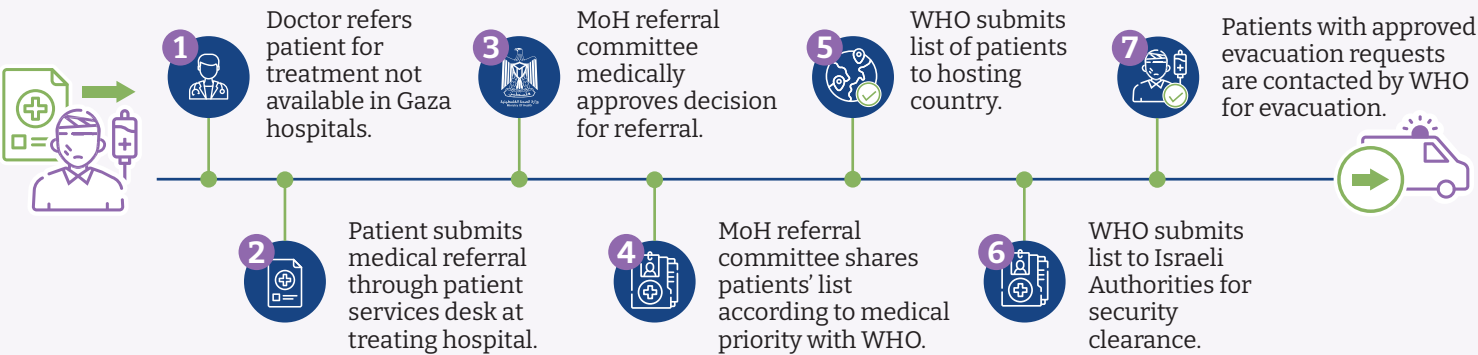 1
Doctor refers
patient for
treatment not
available in Gaza
hospitals.
2
Patient submits
medical referral
through patient
services desk at
treating hospital.
3
MoH referral
committee
medically
approves decision
for referral.
4
MoH referral
committee shares
patients’ list
according to medical
priority with WHO.
5
WHO submits
list of patients
to hosting
country.
6
WHO submits
list to Israeli
Authorities for
security
clearance.
7
Patients with approved
evacuation requests
are contacted by WHO
for evacuation.